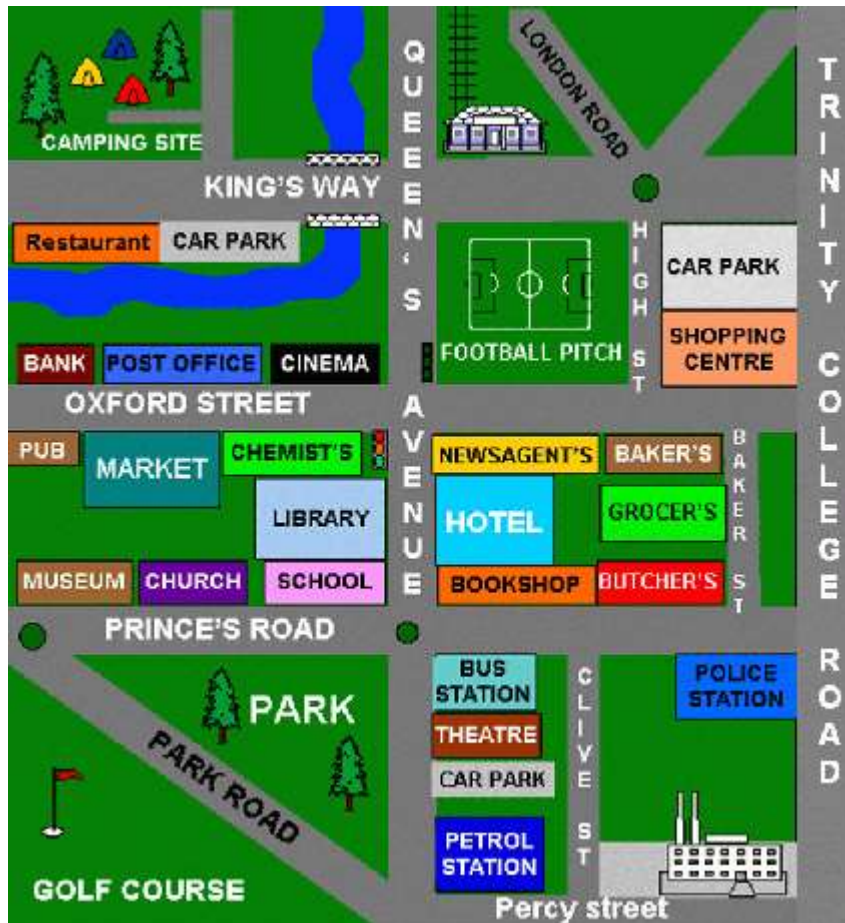 QUEEEN‘S AVENUE
LONDON ROAD
TRINITY COLLEGE ROAD
CAMPING SITE
KING'S WAY
Restaurant
CAR PARK
HIGH ST
CAR PARK
BANK
POST OFFICE
CINEMA
FOOTBALL PITCH
SHOPPING
CENTRE
OXFORD STREET
PUB
MARKET
CHEMIST'S
LIBRARY
NEWSAGENT'S
BAKER'S
BAKER ST
HOTEL
GROCER'S
MUSEUM
CHURCH
SCHOOL
BOOKSHOP
BUTCHER'S
PRINCE'S ROAD
PARK
PARK ROAD
BUS
STATION
THEATRE
CAR PARK
PETROL
STATION
CLIVE ST
POLICE
STATION
GOLF COURSE
Percy street